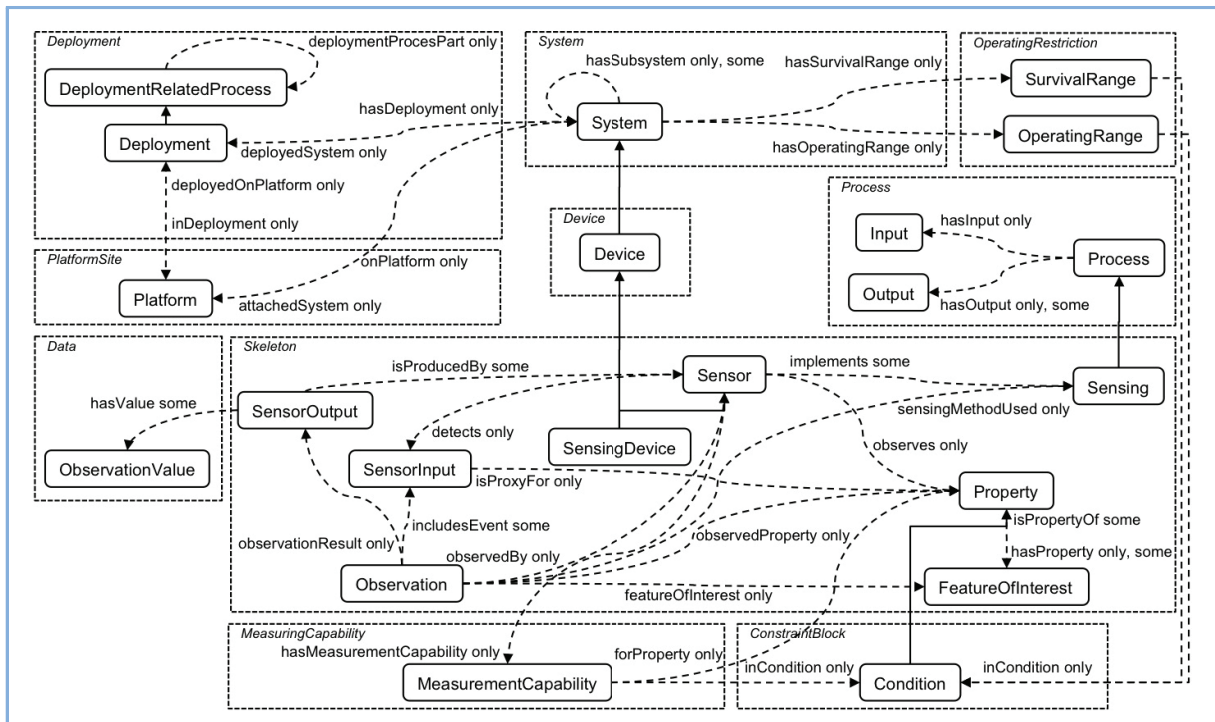 Deployment
deploymentProcesPart only
DeploymentRelatedProcess
Deployment
hasDeployment only
deployedSystem only
deployedOnPlatform only
inDeployment only
System
hasSubsystem only, some
System
hasSurvivalRange only
hasOperatingRange only
OperatingRestriction
SurvivalRange
OperatingRange
Process
hasInput only
Input
Process
Output
hasOutput only, some
Device
Device
PlatformSite
onPlatform only
Platform
attachedSystem only
Data
hasValue some
ObservationValue
Skeleton
isProducedBy some
Sensor
implements some
SensorOutput
Sensing
sensingMethodUsed only
detects only
SensingDevice
observes only
SensorInput
isProxyFor only
Property
includesEvent some
isPropertyOf some
observationResult only
observedBy only
observedProperty only
hasProperty only, some
Observation
featureOfInterest only
FeatureOfInterest
MeasuringCapability
hasMeasurementCapability only
forProperty only
MeasurementCapability
ConstraintBlock
inCondition only
Condition
inCondition only